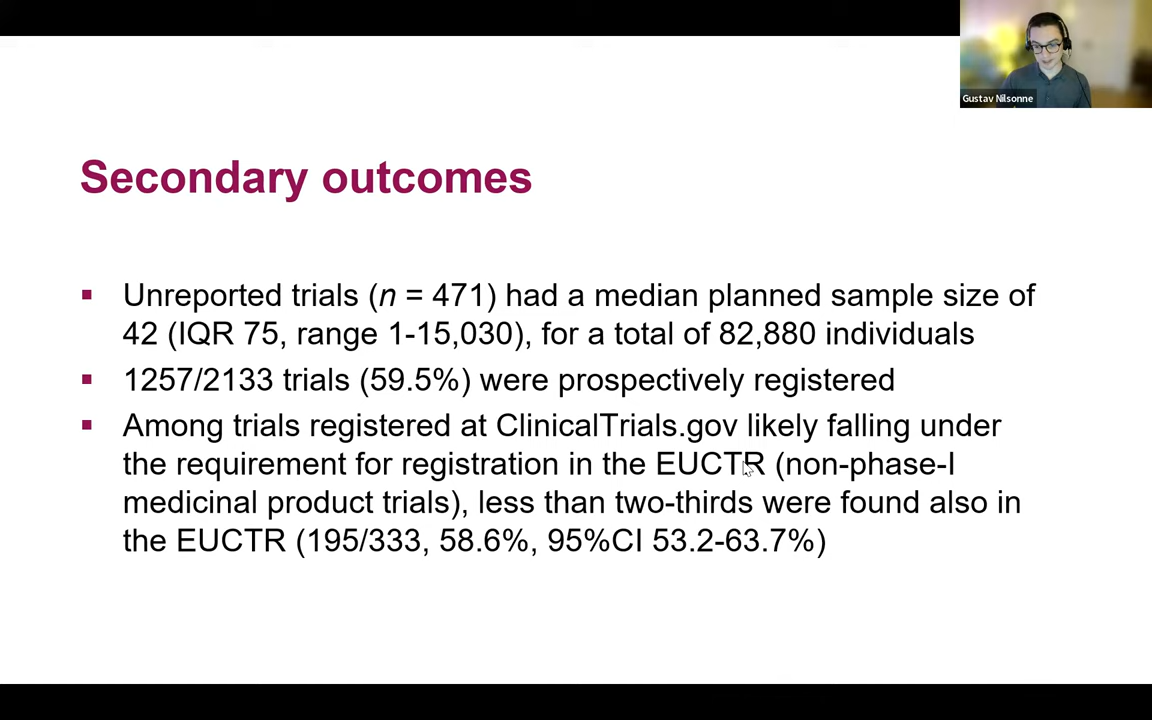 Gustav Nilsonne
Secondary outcomes
▪ Unreported trials (n = 471) had a median planned sample size of
42 (IQR 75, range 1-15,030), for a total of 82,880 individuals
▪ 1257/2133 trials (59.5%) were prospectively registered
▪ Among trials registered at ClinicalTrials.gov likely falling under
the requirement for registration in the EUCTR (non-phase-I
medicinal product trials), less than two-thirds were found also in
the EUCTR (195/333, 58.6%, 95%CI 53.2-63.7%)